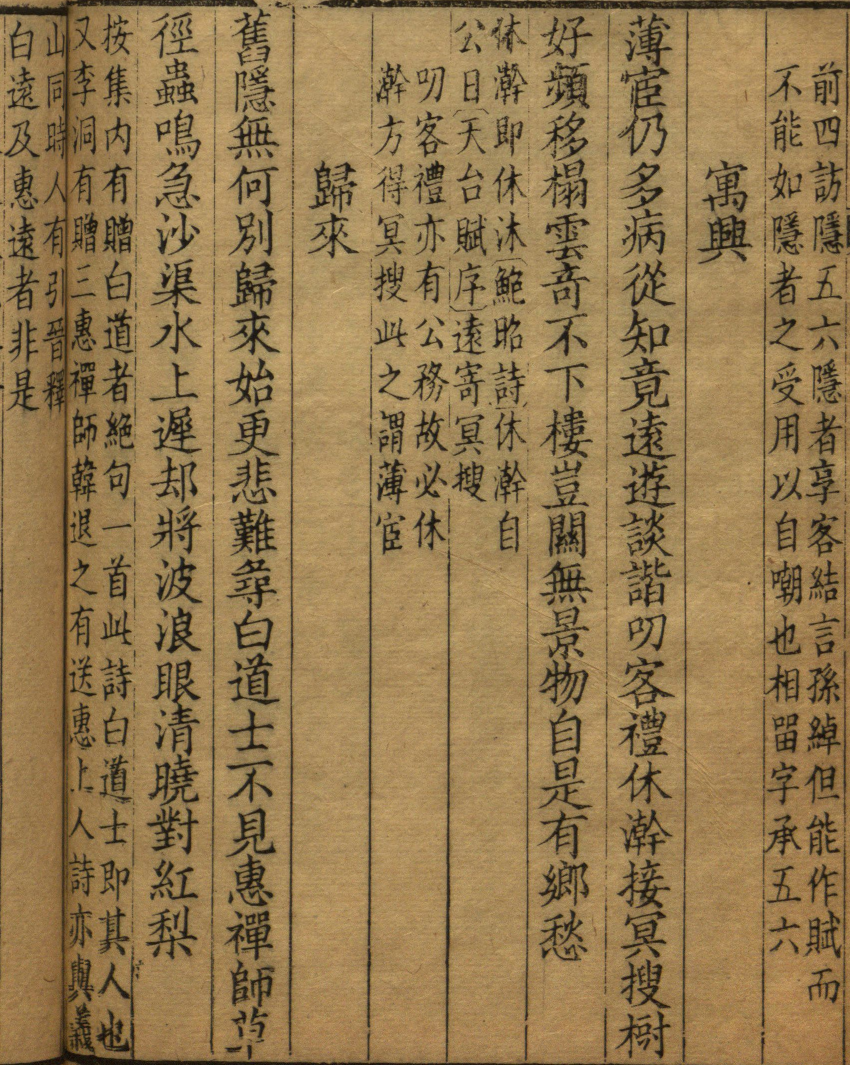 前四訪隱五六隱者享客結言孫綽但能作賦而
不能如隱者之受用以自嘲也相留字承五六
寓興
薄宦仍多病從知竟遠遊談諧叨客禮休澣接冥搜樹
好頻移榻雲奇不下樓豈關無景物自是有鄉愁
休澣即休沐鮑昭詩休澣自
公日天台賦序遠寄冥搜
叨客禮亦有公務故必休
澣方得冥搜此之謂薄宦
歸來
舊隱無何別歸來始更悲難尋白道士不見惠禪師草
徑蟲鳴急沙渠水上遲却將波浪眼清曉對紅梨
按集內有贈白道者絕句一首此詩白道士即其人也
又李洞有贈三惠禪師韓退之有送惠上人詩亦與義
山同時人有引晉釋
白遠及惠遠者非是